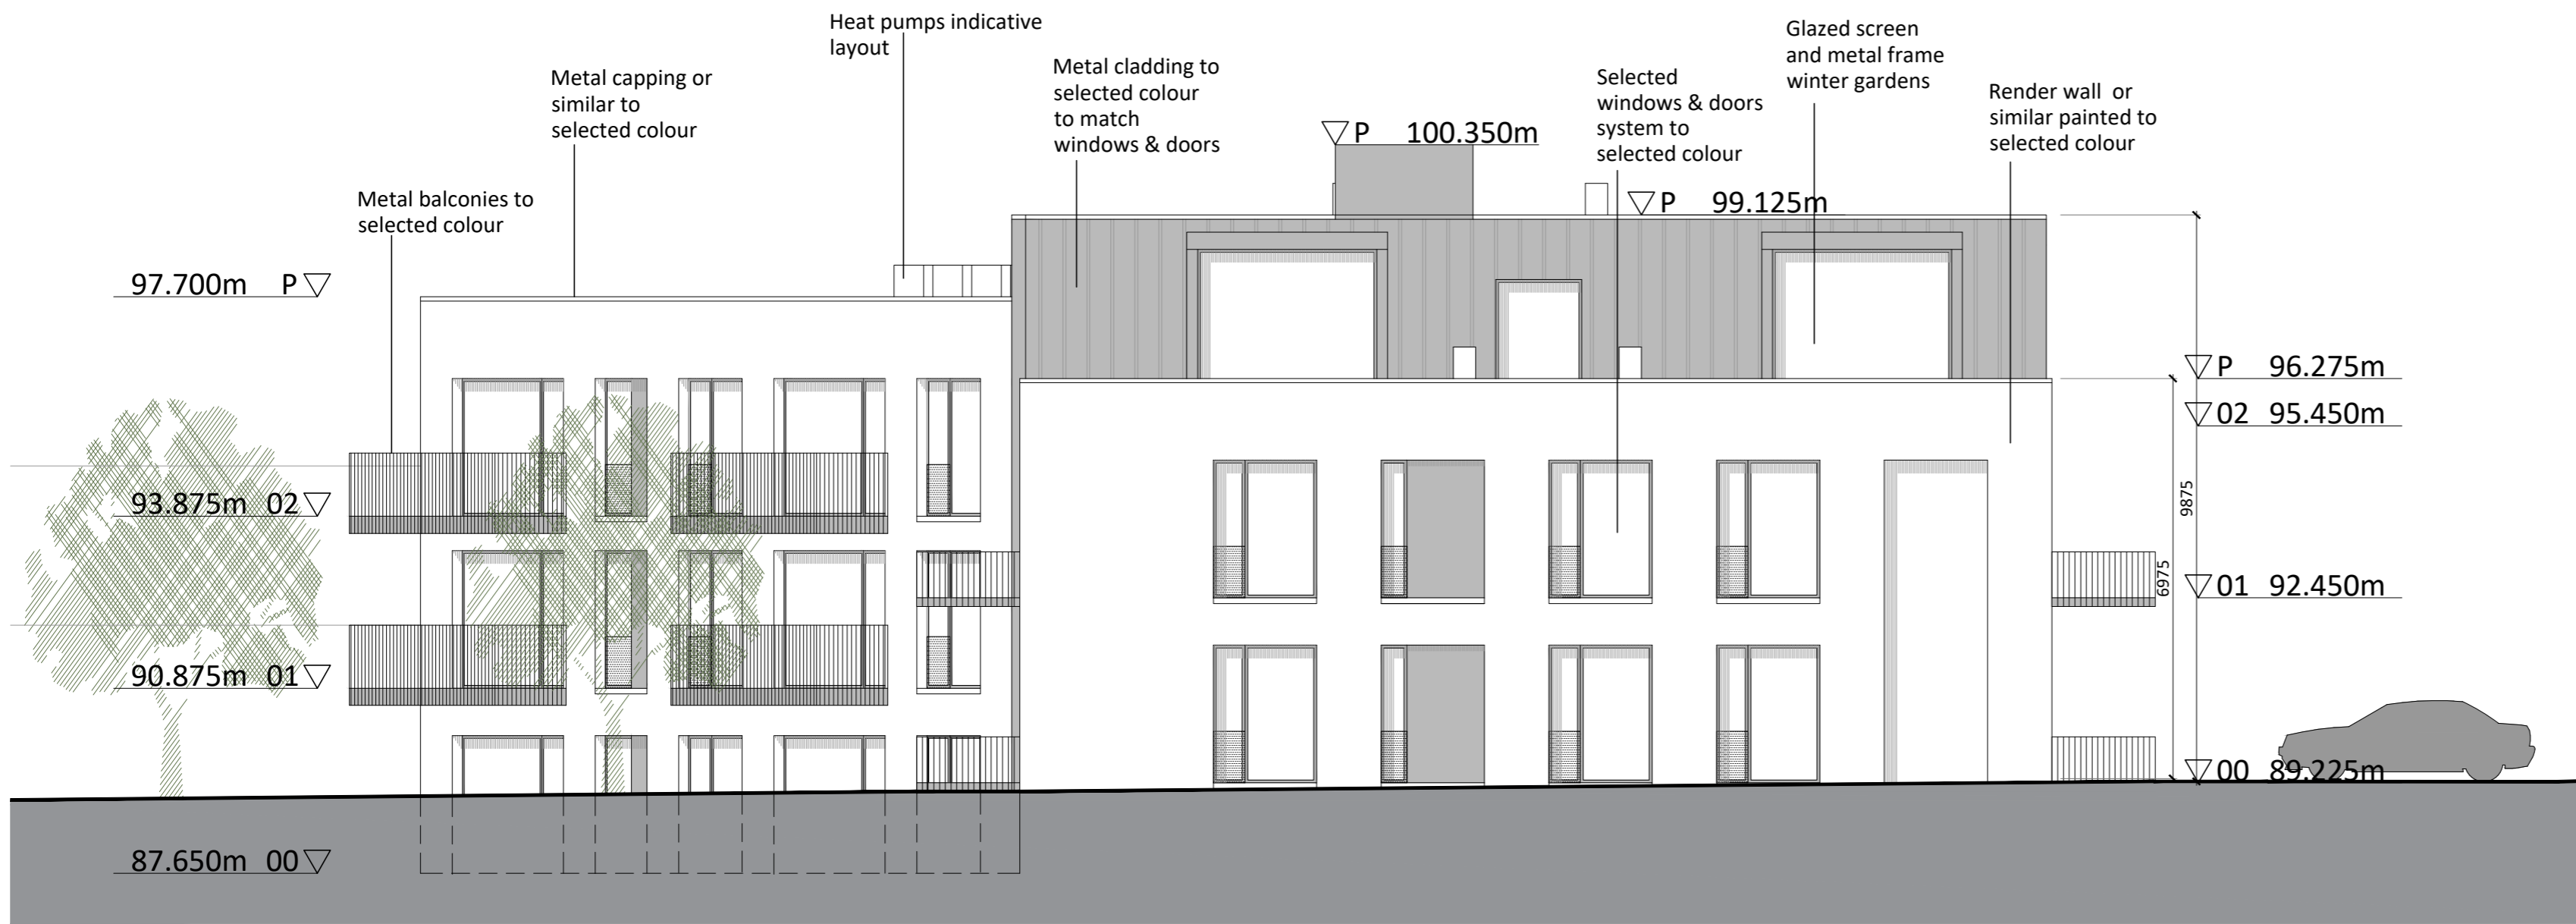 Heat pumps indicative
layout
Metal capping or
similar to
selected colour
Metal cladding to
selected colour
to match
windows & doors
Selected
windows & doors
system to
selected colour
Glazed screen
and metal frame
winter gardens
Render wall or
similar painted to
selected colour
Metal balconies to
selected colour
P 100.350m
P 99.125m
97.700m P
93.875m 02
90.875m 01
87.650m 00
P 96.275m
02 95.450m
01 92.450m
00 89.225m
9875
6975